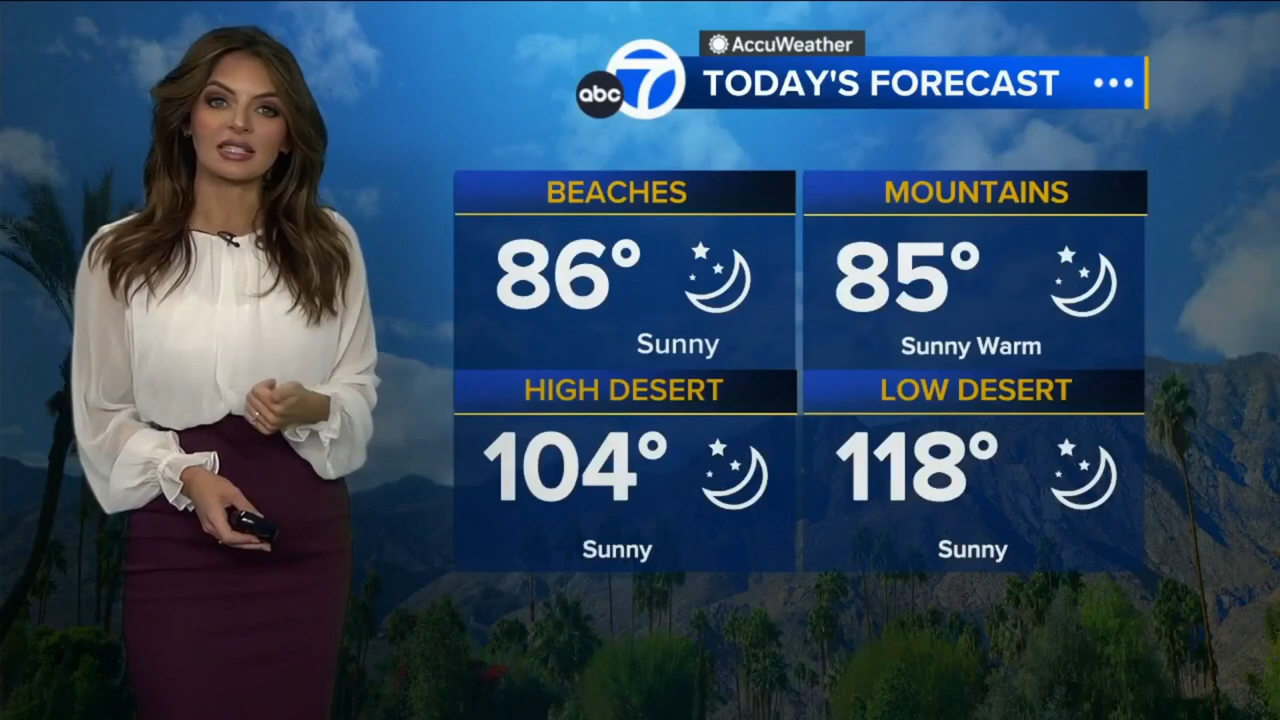 AccuWeather
abc 7 TODAY'S FORECAST
BEACHES
86°
Sunny
MOUNTAINS
85°
Sunny Warm
HIGH DESERT
104°
Sunny
LOW DESERT
118°
Sunny